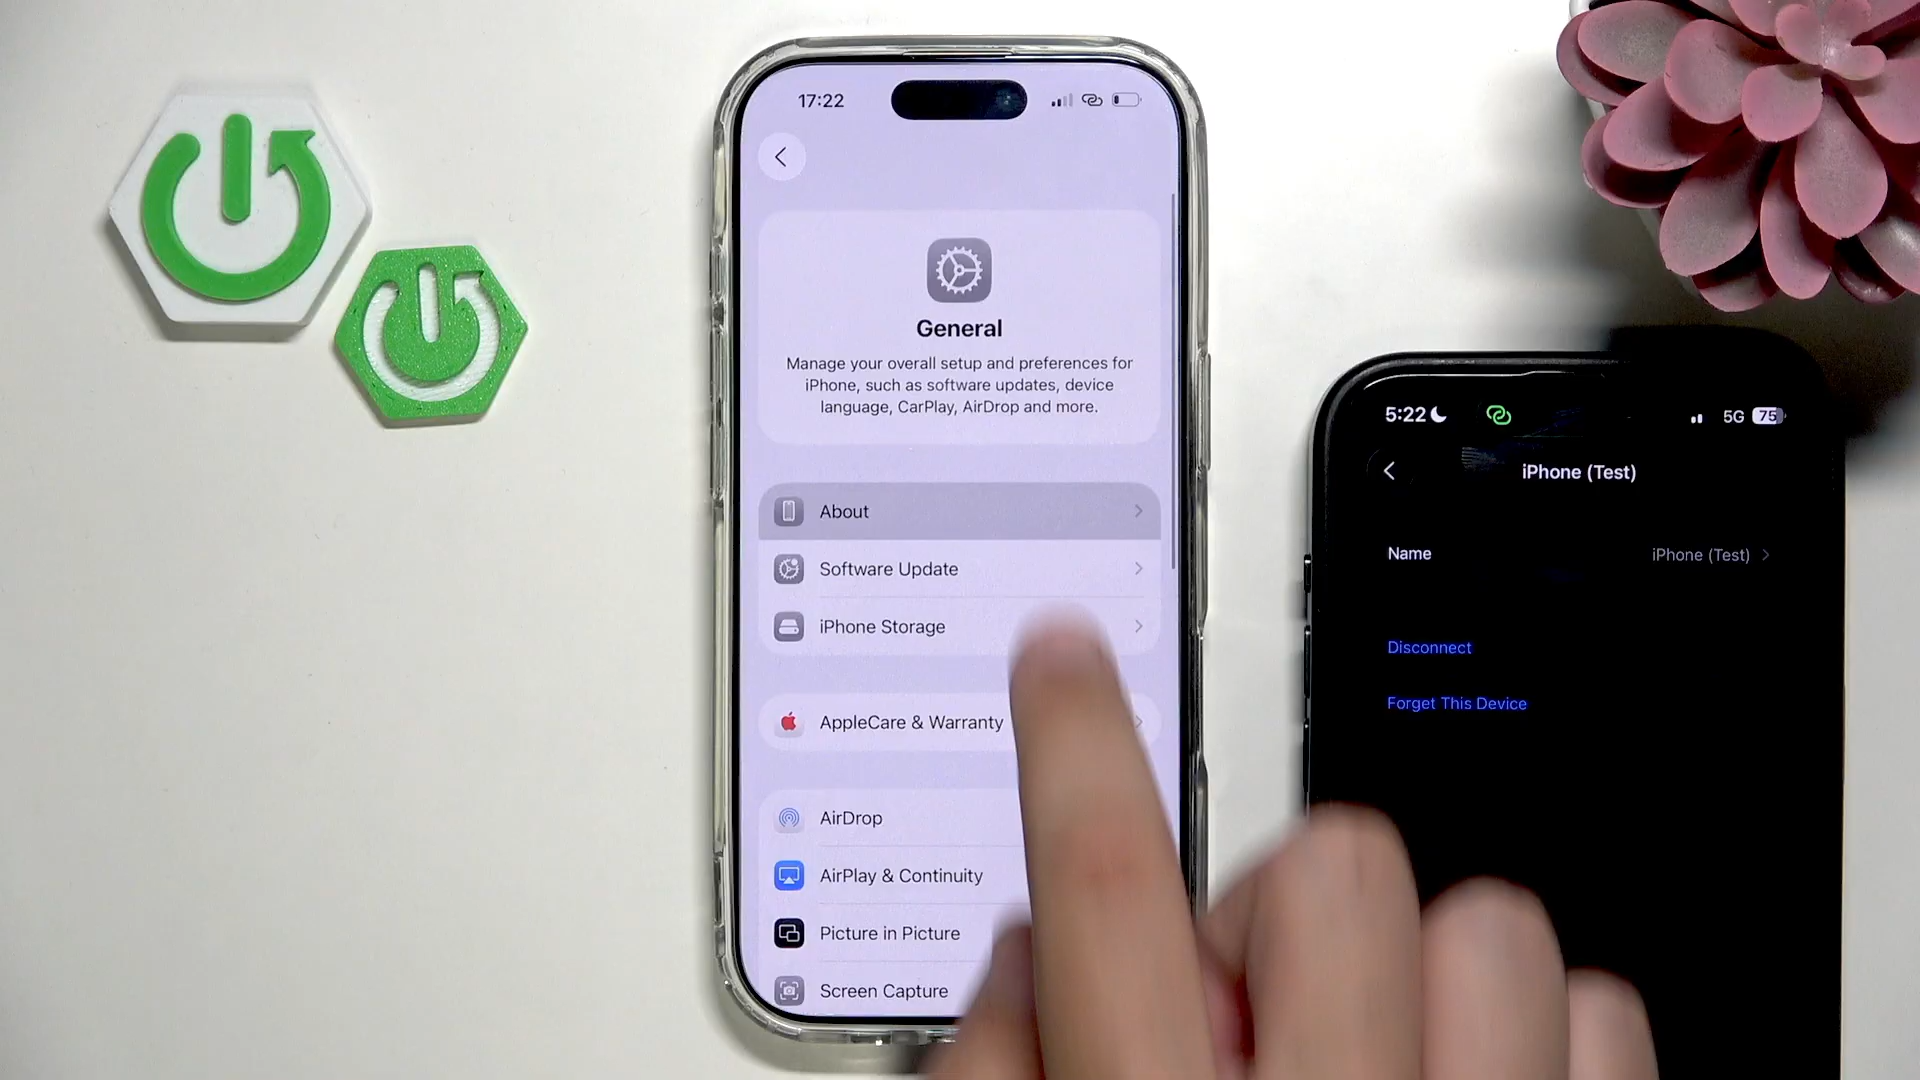 17:22
General
Manage your overall setup and preferences for
iPhone, such as software updates, device
language, CarPlay, AirDrop and more.
About
Software Update
iPhone Storage
AppleCare & Warranty
AirDrop
AirPlay & Continuity
Picture in Picture
Screen Capture
5:22
5G 75
iPhone (Test)
Name iPhone (Test)
Disconnect
Forget This Device